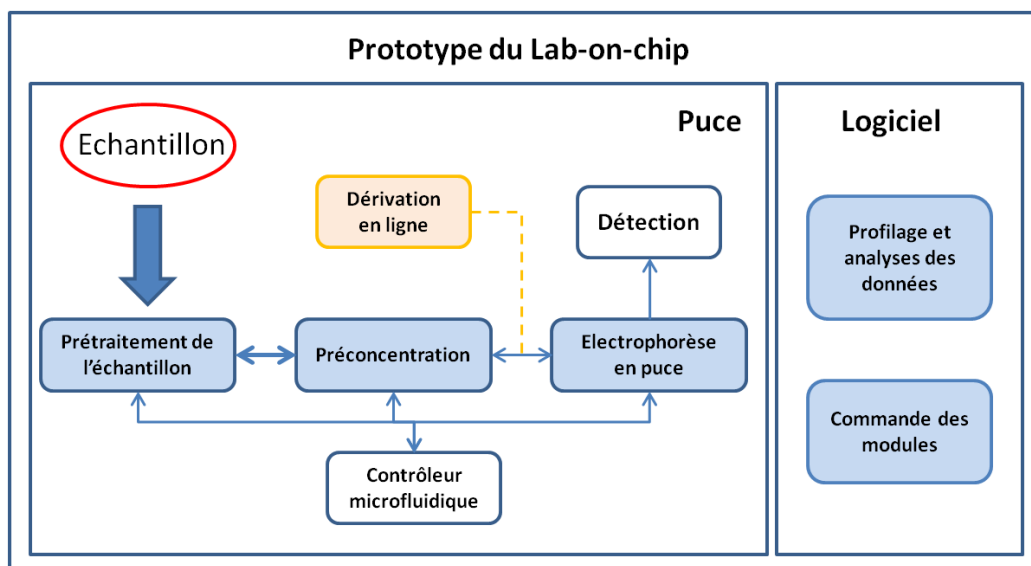 Prototype du Lab-on-chip
Puce
Echantillon
Dérivation
en ligne
Détection
Prétraitement de
l'échantillon
Préconcentration
Electrophorèse
en puce
Contrôleur
microfluidique
Logiciel
Profilage et
analyses des
données
Commande des
modules